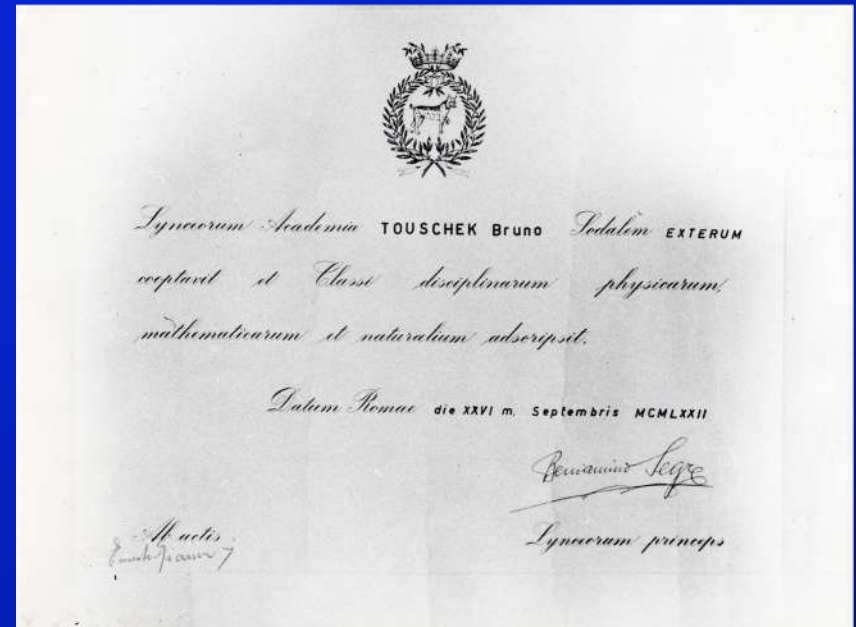 Lynceorum Academia TOUSCHEK Bruno Sodalem EXTERUM
cooptavit et Classi disciplinarum physicarum,
mathematicarum et naturalium adscripsit.
Datum Romae die XXVI m. Septembris MCMLXXII
Beniamino Segre
Ab actis
Lynceorum princeps